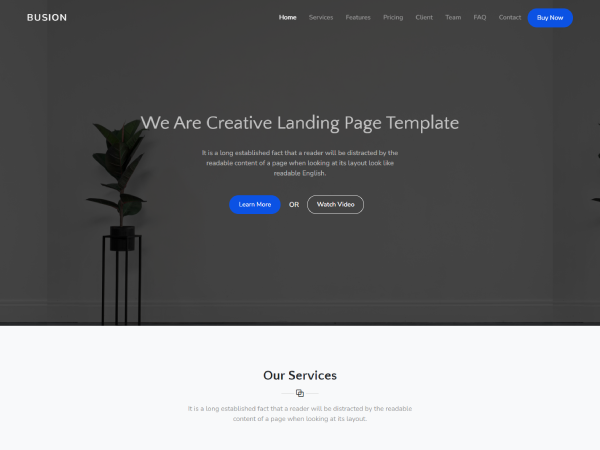 BUSION
Home Services Features Pricing Client Team FAQ Contact Buy Now
We Are Creative Landing Page Template
It is a long established fact that a reader will be distracted by the
readable content of a page when looking at its layout look like
readable English.
Learn More OR Watch Video
Our Services
It is a long established fact that a reader will be distracted by the readable
content of a page when looking at its layout.